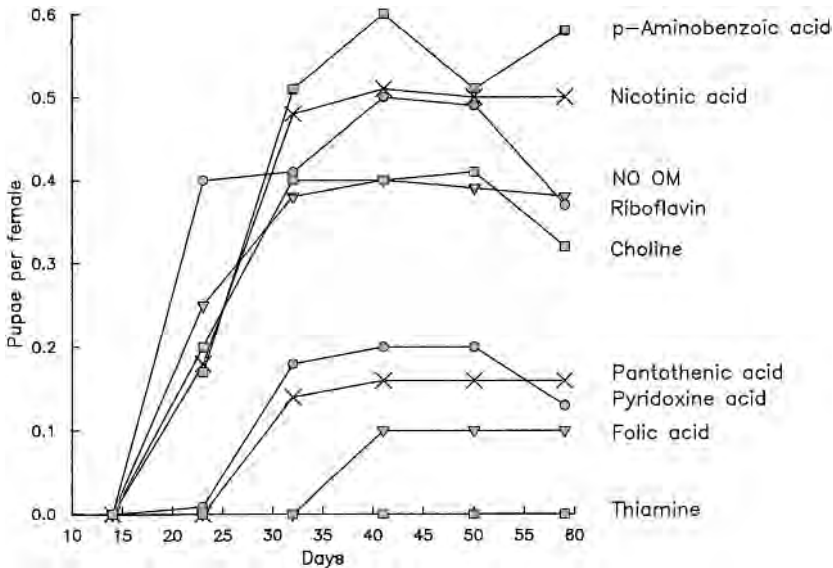 0.6
0.5
0.4
0.3
0.2
0.1
0.0
Pupae per female
10 15 20 25 30 35 40 45 50 55 60
Days
p-Aminobenzoic acid
Nicotinic acid
NO OM
Riboflavin
Choline
Pantothenic acid
Pyridoxine acid
Folic acid
Thiamine